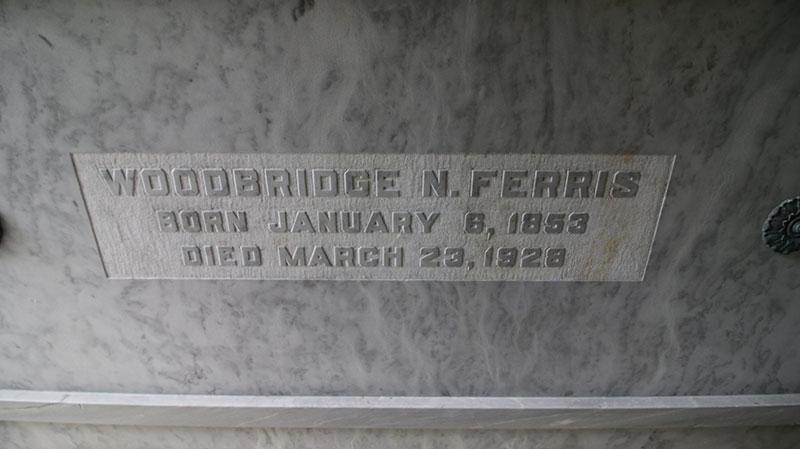 WOODBRIDGE N. FERRIS
BORN JANUARY 6, 1853
DIED MARCH 23, 1928